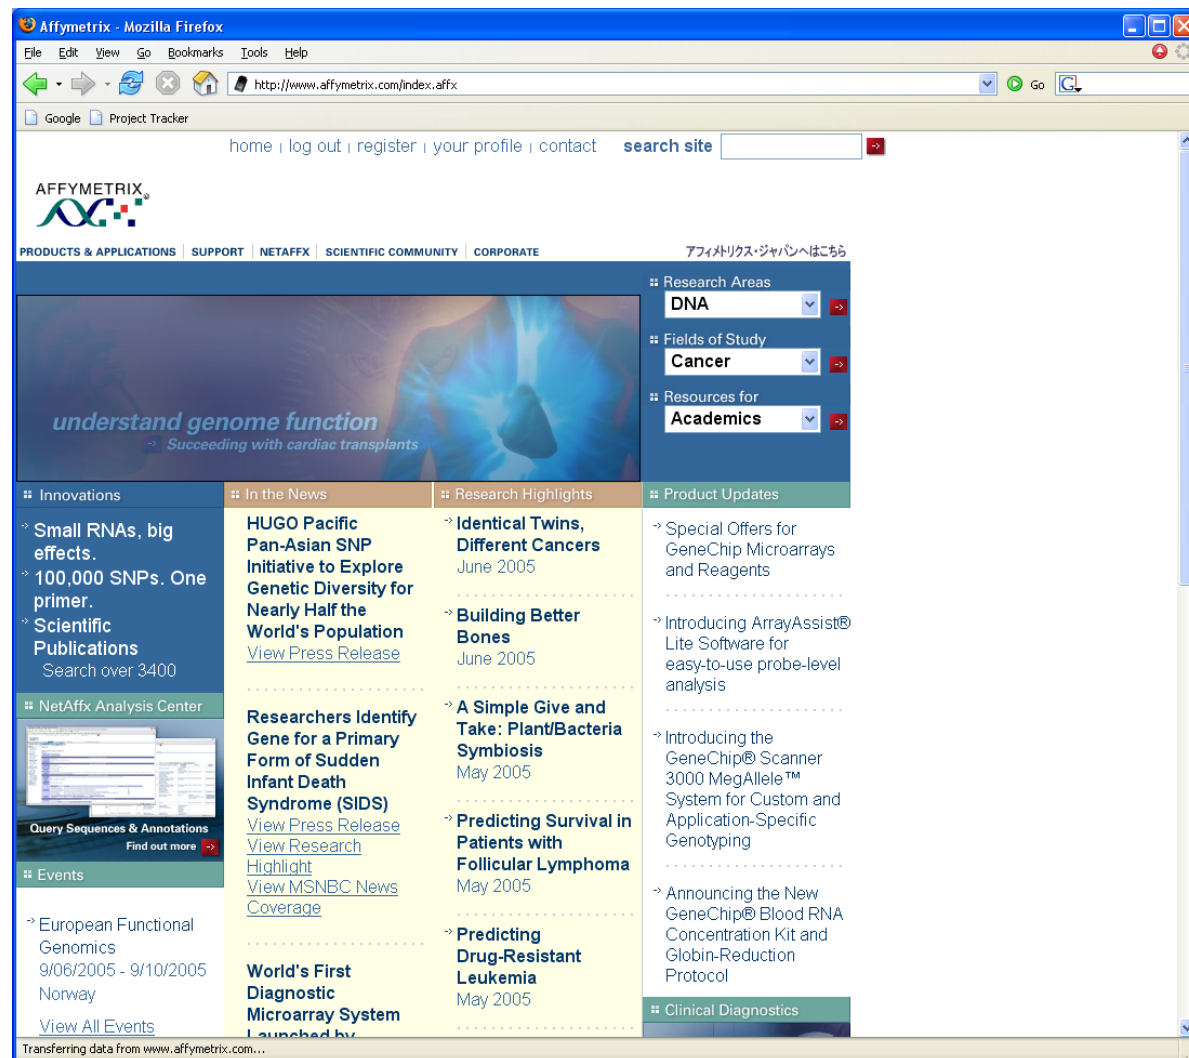 Affymetrix - Mozilla Firefox
File Edit View Go Bookmarks Tools Help
http://www.affymetrix.com/index.affx
Go
G
Google Project Tracker
home | log out | register | your profile | contact search site
AFFYMETRIX®
PRODUCTS & APPLICATIONS | SUPPORT | NETAFFX | SCIENTIFIC COMMUNITY | CORPORATE
アフィメトリクス・ジャパンへはこちら
understand genome function
Succeeding with cardiac transplants
Research Areas
DNA
Fields of Study
Cancer
Resources for
Academics
Innovations
Small RNAs, big
effects.
100,000 SNPs. One
primer.
Scientific
Publications
Search over 3400
NetAffx Analysis Center
Query Sequences & Annotations
Find out more
Events
European Functional
Genomics
9/06/2005 - 9/10/2005
Norway
View All Events
In the News
HUGO Pacific
Pan-Asian SNP
Initiative to Explore
Genetic Diversity for
Nearly Half the
World's Population
View Press Release
Researchers Identify
Gene for a Primary
Form of Sudden
Infant Death
Syndrome (SIDS)
View Press Release
View Research
Highlight
View MSNBC News
Coverage
World's First
Diagnostic
Microarray System
Launched by
Research Highlights
Identical Twins,
Different Cancers
June 2005
Building Better
Bones
June 2005
A Simple Give and
Take: Plant/Bacteria
Symbiosis
May 2005
Predicting Survival in
Patients with
Follicular Lymphoma
May 2005
Predicting
Drug-Resistant
Leukemia
May 2005
Product Updates
Special Offers for
GeneChip Microarrays
and Reagents
Introducing ArrayAssist®
Lite Software for
easy-to-use probe-level
analysis
Introducing the
GeneChip® Scanner
3000 MegAllele™
System for Custom and
Application-Specific
Genotyping
Announcing the New
GeneChip® Blood RNA
Concentration Kit and
Globin-Reduction
Protocol
Clinical Diagnostics
Transferring data from www.affymetrix.com...